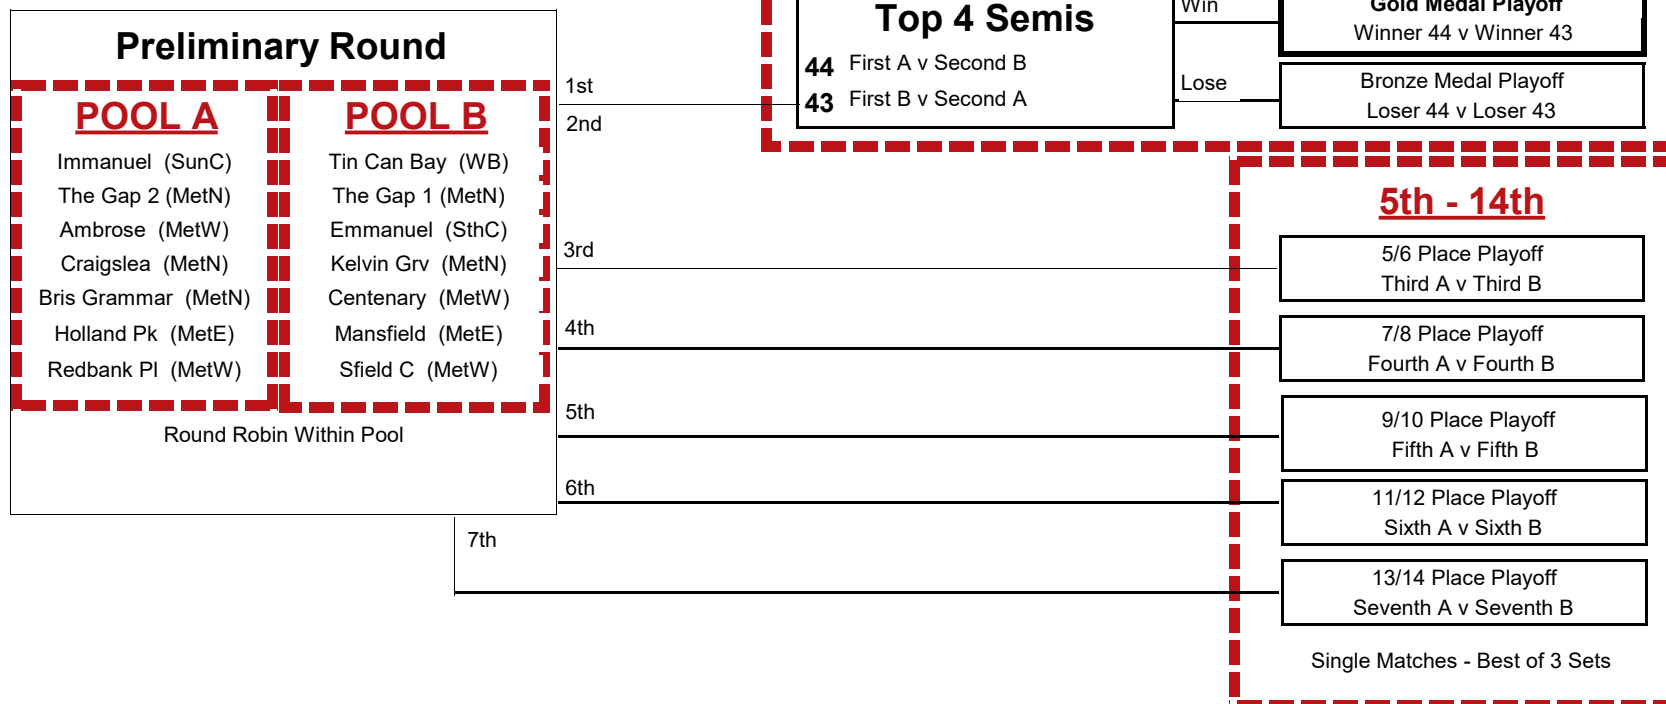 Preliminary Round
POOL A
Immanuel (SunC)
The Gap 2 (MetN)
Ambrose (MetW)
Craigslea (MetN)
Bris Grammar (MetN)
Holland Pk (MetE)
Redbank Pl (MetW)
POOL B
Tin Can Bay (WB)
The Gap 1 (MetN)
Emmanuel (SthC)
Kelvin Grv (MetN)
Centenary (MetW)
Mansfield (MetE)
Sfield C (MetW)
Round Robin Within Pool
1st
2nd
3rd
4th
5th
6th
7th
Top 4 Semis
44 First A v Second B
43 First B v Second A
Win
Lose
Gold Medal Playoff
Winner 44 v Winner 43
Bronze Medal Playoff
Loser 44 v Loser 43
5th - 14th
5/6 Place Playoff
Third A v Third B
7/8 Place Playoff
Fourth A v Fourth B
9/10 Place Playoff
Fifth A v Fifth B
11/12 Place Playoff
Sixth A v Sixth B
13/14 Place Playoff
Seventh A v Seventh B
Single Matches - Best of 3 Sets